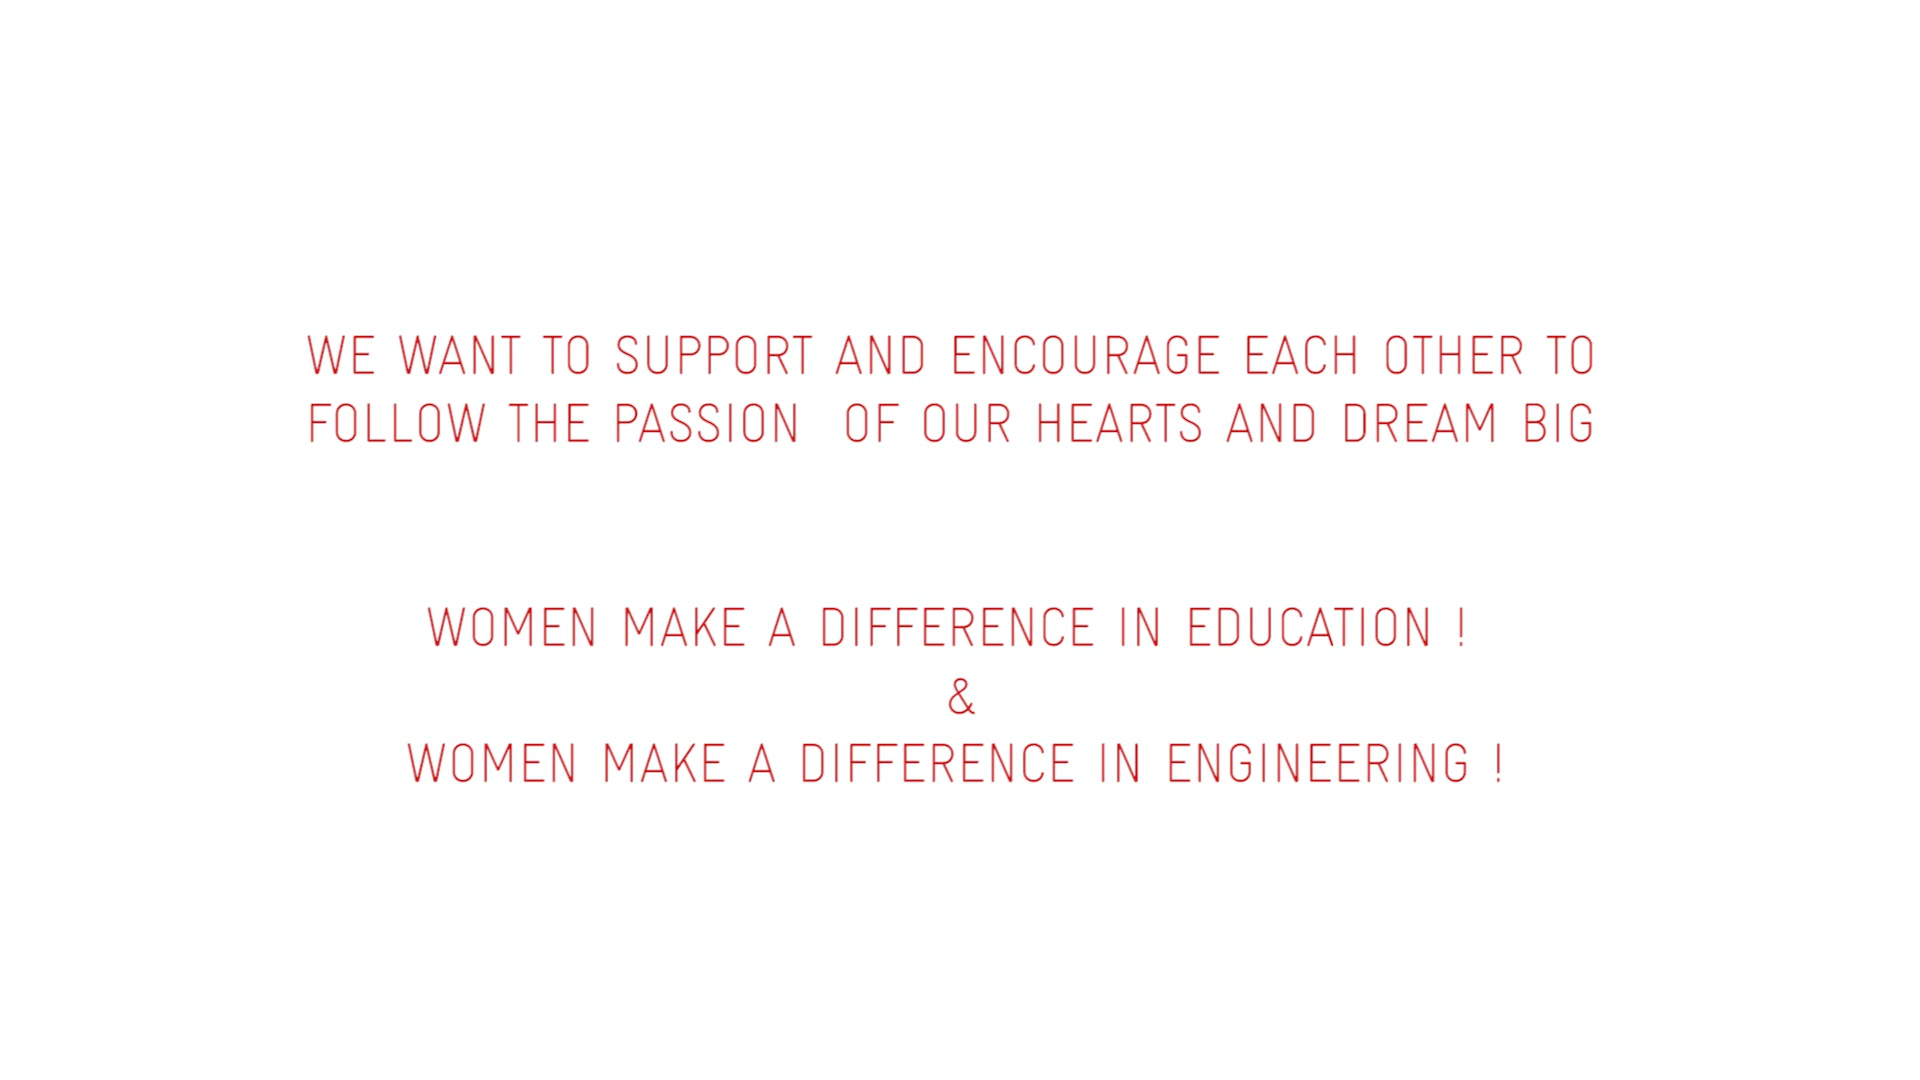 WE WANT TO SUPPORT AND ENCOURAGE EACH OTHER TO
FOLLOW THE PASSION  OF OUR HEARTS AND DREAM BIG
WOMEN MAKE A DIFFERENCE IN EDUCATION !
&
WOMEN MAKE A DIFFERENCE IN ENGINEERING !